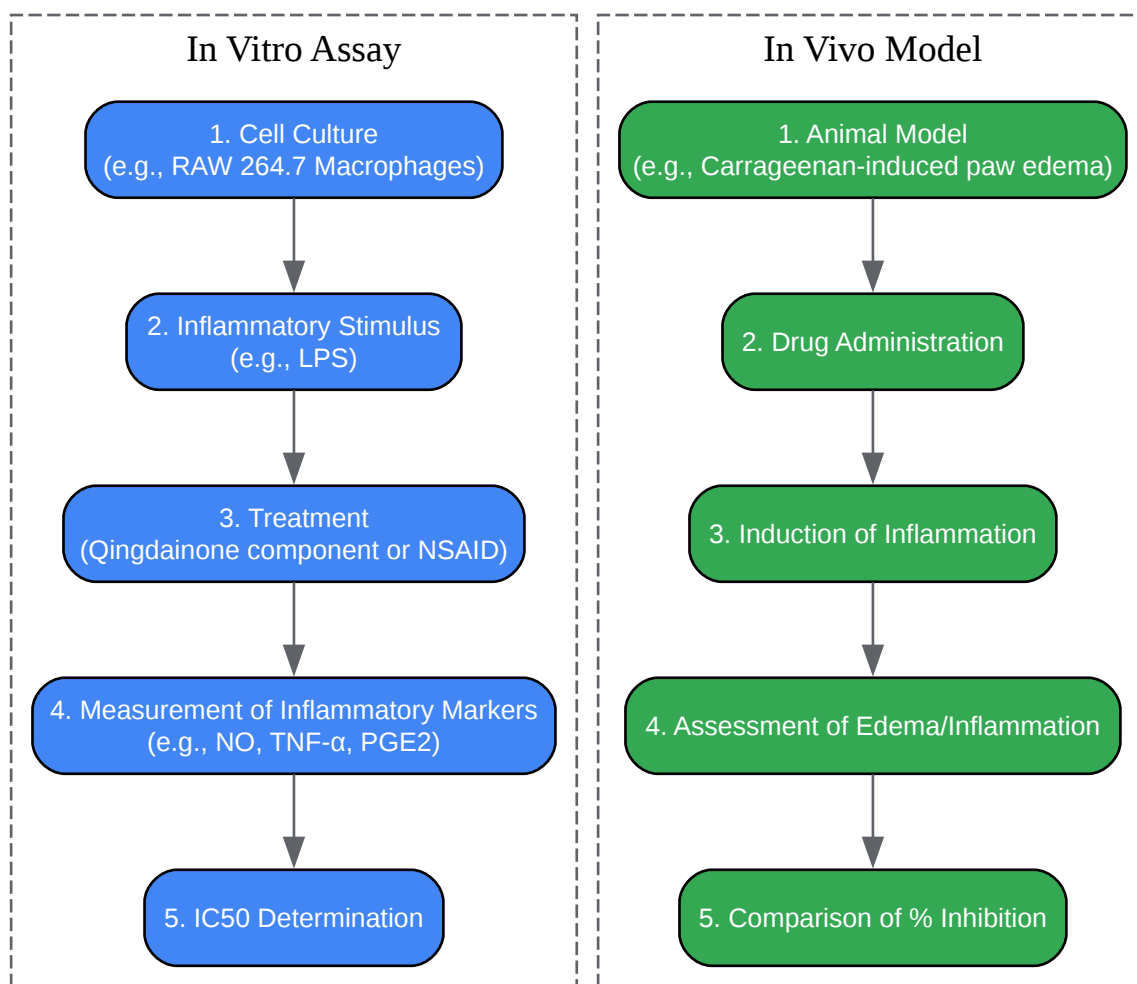 In Vitro Assay
1. Cell Culture
(e.g., RAW 264.7 Macrophages)
2. Inflammatory Stimulus
(e.g., LPS)
3. Treatment
(Qingdainone component or NSAID)
4. Measurement of Inflammatory Markers
(e.g., NO, TNF-α, PGE2)
5. IC50 Determination
In Vivo Model
1. Animal Model
(e.g., Carrageenan-induced paw edema)
2. Drug Administration
3. Induction of Inflammation
4. Assessment of Edema/Inflammation
5. Comparison of % Inhibition